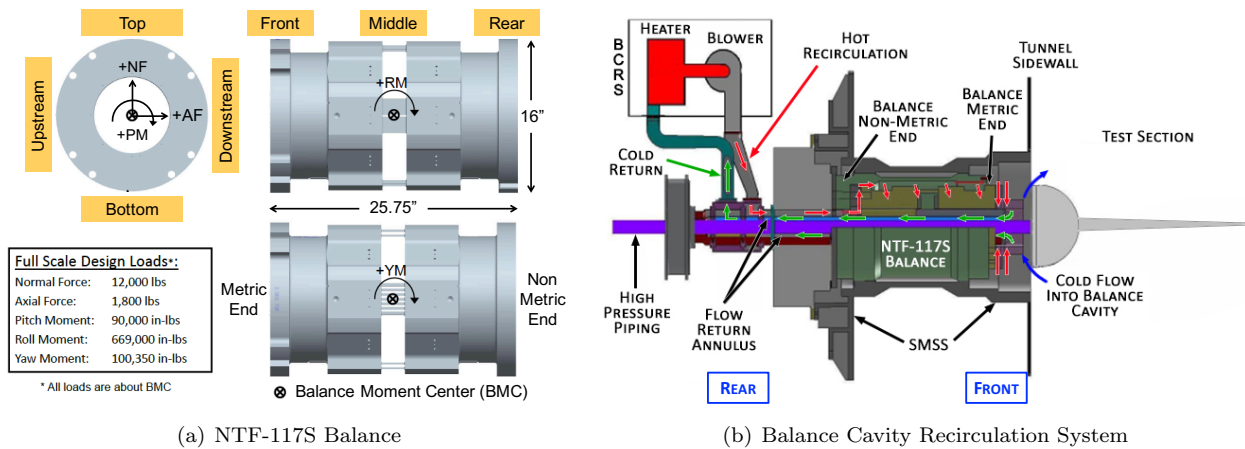 Top
Upstream
+NF
+AF
+PM
Downstream
Bottom
Front
Middle
Rear
+RM
16”
25.75”
+YM
Metric
End
Non
Metric
End
Balance Moment Center (BMC)
Full Scale Design Loads*:
Normal Force: 12,000 lbs
Axial Force: 1,800 lbs
Pitch Moment: 90,000 in-lbs
Roll Moment: 669,000 in-lbs
Yaw Moment: 100,350 in-lbs
* All loads are about BMC
(a) NTF-117S Balance
BCRS
HEATER
BLOWER
HOT
RECIRCULATION
TUNNEL
SIDEWALL
BALANCE
NON-METRIC
END
BALANCE
METRIC
END
TEST SECTION
COLD
RETURN
NTF-117S
BALANCE
HIGH
PRESSURE
PIPING
FLOW
RETURN
ANNULUS
SMSS
COLD FLOW
INTO BALANCE
CAVITY
REAR
FRONT
(b) Balance Cavity Recirculation System